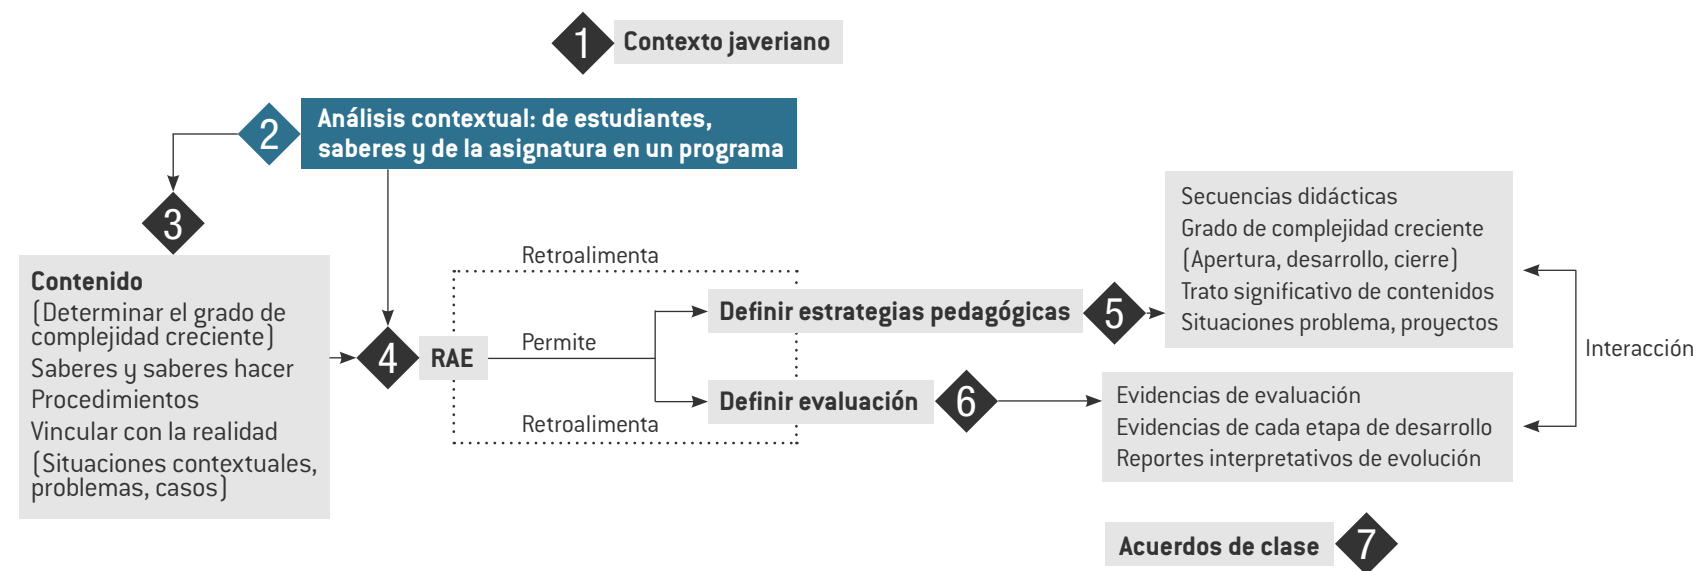 1 Contexto javeriano
2 Análisis contextual: de estudiantes,
saberes y de la asignatura en un programa
3
Contenido
(Determinar el grado de
complejidad creciente)
Saberes y saberes hacer
Procedimientos
Vincular con la realidad
(Situaciones contextuales,
problemas, casos)
4 RAE
Retroalimenta
Permite
Retroalimenta
Definir estrategias pedagógicas 5
Definir evaluación 6
Secuencias didácticas
Grado de complejidad creciente
(Apertura, desarrollo, cierre)
Trato significativo de contenidos
Situaciones problema, proyectos
Evidencias de evaluación
Evidencias de cada etapa de desarrollo
Reportes interpretativos de evolución
Interacción
Acuerdos de clase 7